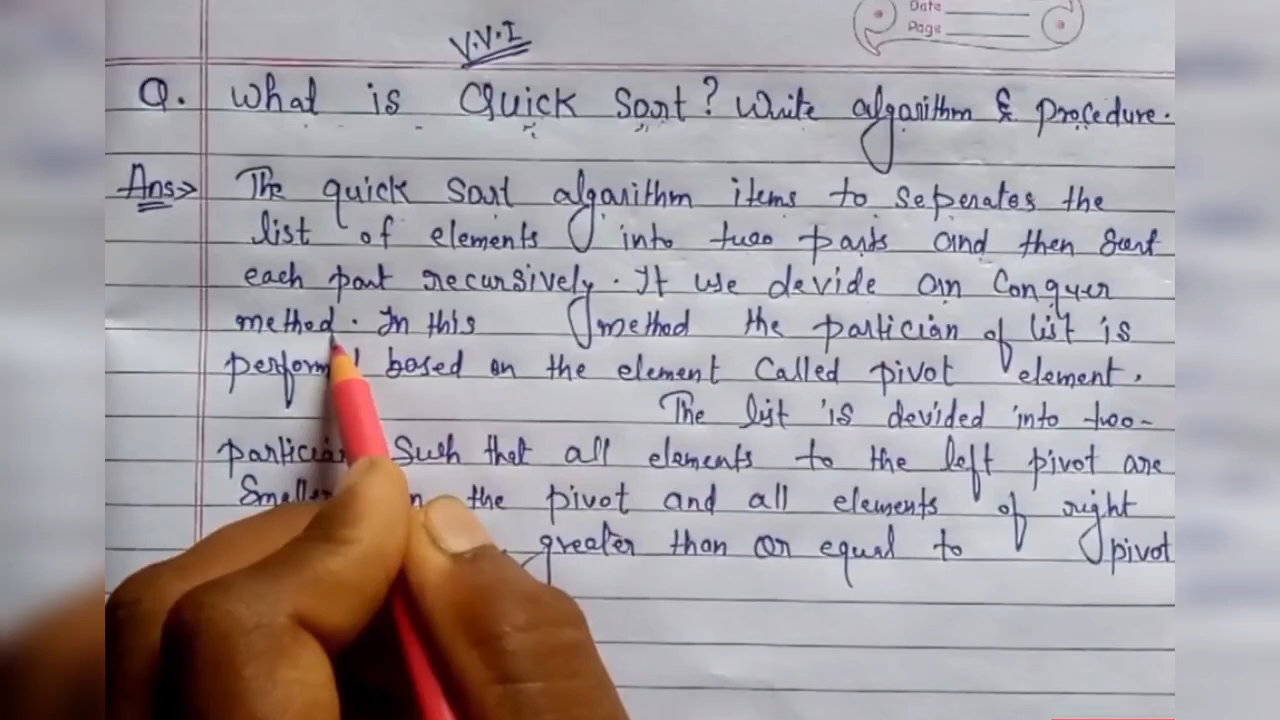 Date
Page
V.V.I
Q. What is Quick Sort? Write algorithm & procedure.
Ans⇒ The quick Sort algorithm items to seperates the
list of elements into two parts and then Sort
each part recursively. It use devide an Conquer
method. In this method the partician of list is
perform based on the element Called pivot element.
The list is devided into two-
partician Such that all elements to the left pivot are
Smaller the pivot and all elements of right
greater than or equal to pivot